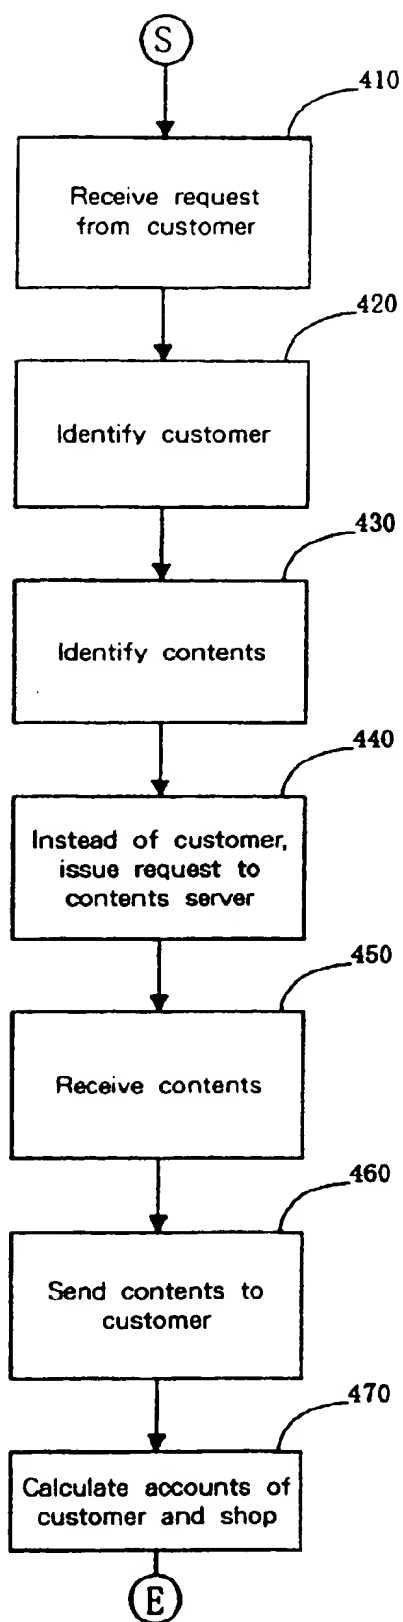 S
410
Receive request
from customer
420
Identify customer
430
Identify contents
440
Instead of customer,
issue request to
contents server
450
Receive contents
460
Send contents to
customer
470
Calculate accounts of
customer and shop
E